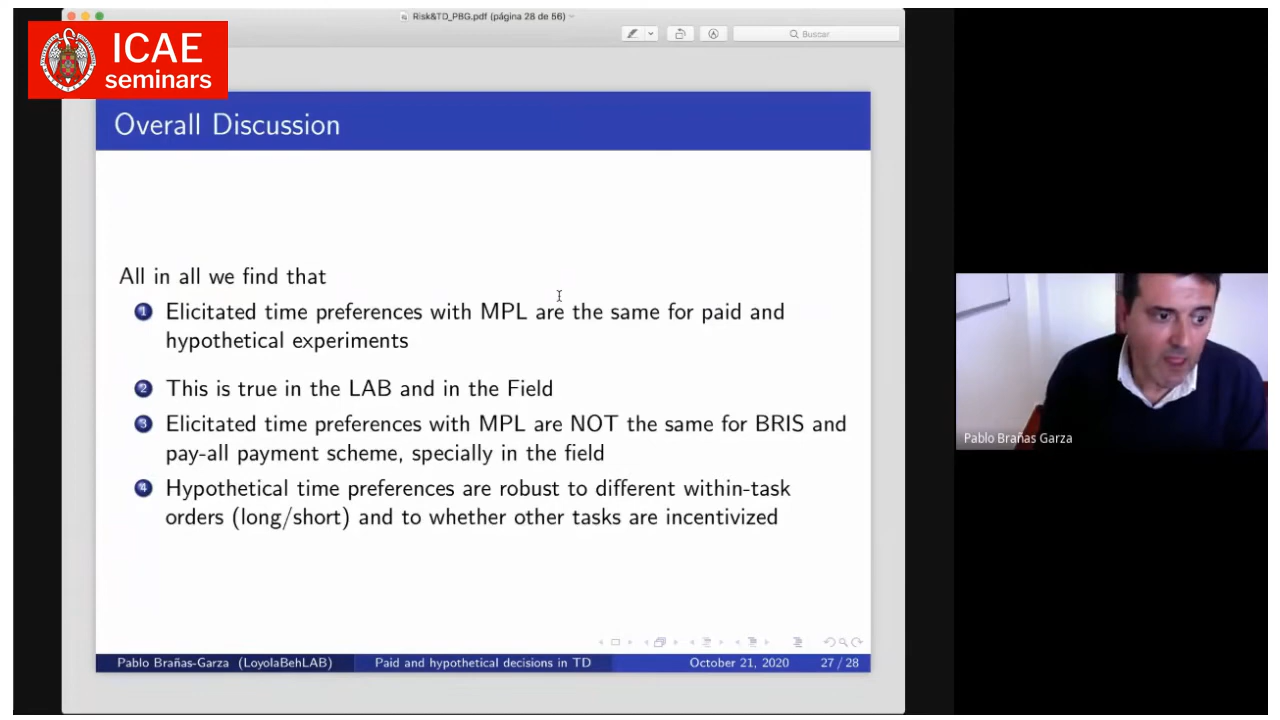 Risk&TD_PBG.pdf (página 28 de 56)
Buscar
ICAE
seminars
Overall Discussion
All in all we find that
1 Elicitated time preferences with MPL are the same for paid and
hypothetical experiments
2 This is true in the LAB and in the Field
3 Elicitated time preferences with MPL are NOT the same for BRIS and
pay-all payment scheme, specially in the field
4 Hypothetical time preferences are robust to different within-task
orders (long/short) and to whether other tasks are incentivized
Pablo Brañas Garza
Pablo Brañas-Garza (LoyolaBehLAB) Paid and hypothetical decisions in TD October 21, 2020 27 / 28